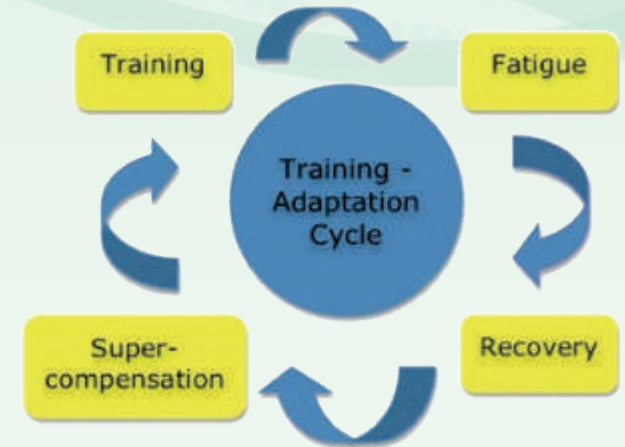 Training
Fatigue
Training -
Adaptation
Cycle
Super-
compensation
Recovery